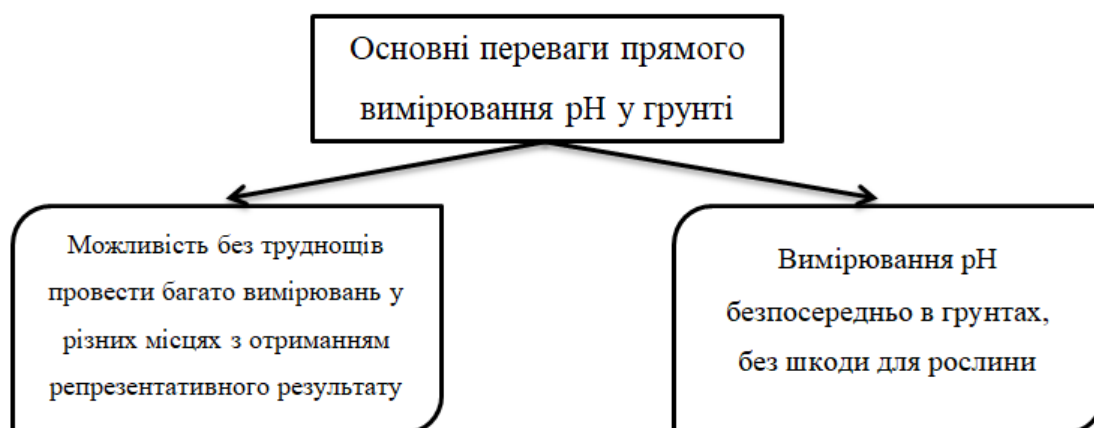 Основні переваги прямого
вимірювання pH у грунті
Можливість без труднощів
провести багато вимірювань у
різних місцях з отриманням
репрезентативного результату
Вимірювання pH
безпосередньо в грунтах,
без шкоди для рослини